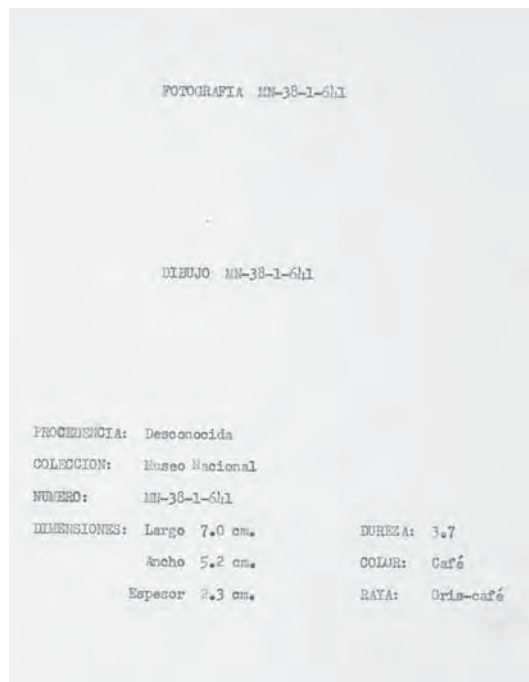 FOTOGRAFIA MN-38-1-641
DIBUJO MN-38-1-641
PROCEDENCIA: Desconocida
COLECCION: Museo Nacional
NUMERO: MN-38-1-641
DIMENSIONES: Largo 7.0 cm. DUREZA: 3.7
Ancho 5.2 cm. COLOR: Café
Espesor 2.3 cm. RAYA: Gris-café